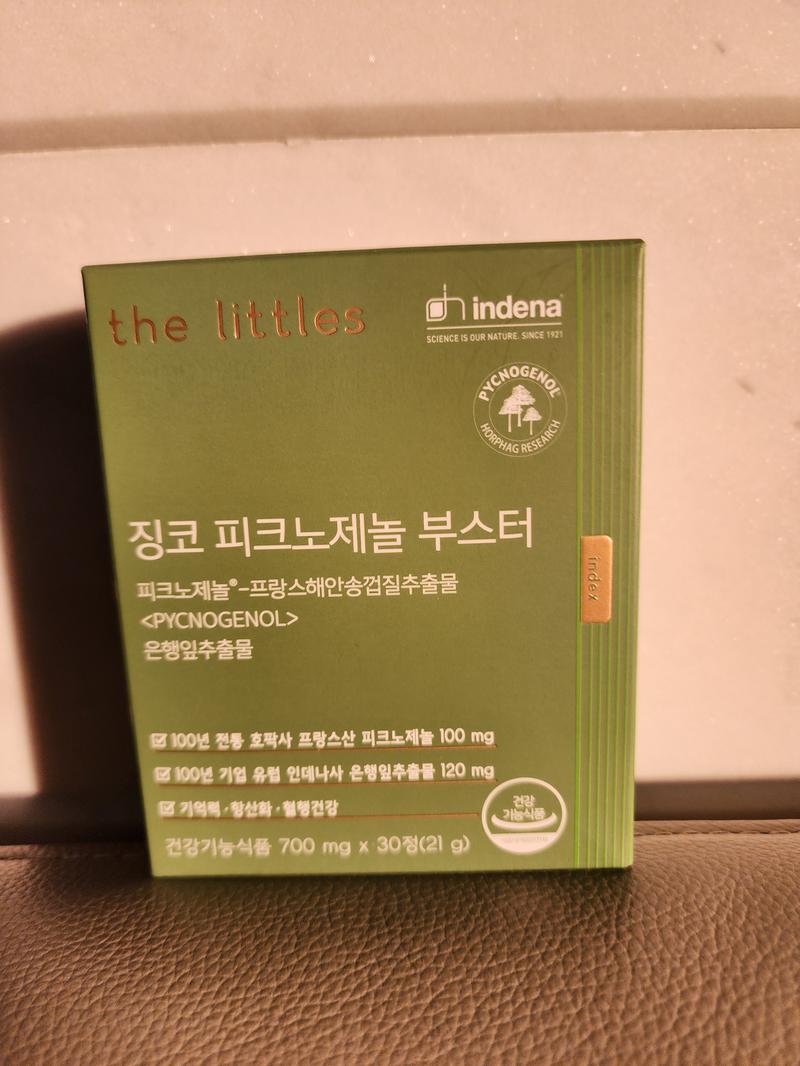 the littles
indena
SCIENCE IS OUR NATURE. SINCE 1921
PYCNOGENOL®
HORPHAG RESEARCH
징코 피크노제놀 부스터
피크노제놀®-프랑스해안송껍질추출물
<PYCNOGENOL>
은행잎추출물
index
100년 전통 호팍사 프랑스산 피크노제놀 100 mg
100년 기업 유럽 인데나사 은행잎추출물 120 mg
기억력·항산화·혈행건강
건강
기능식품
건강기능식품 700 mg x 30정(21 g)